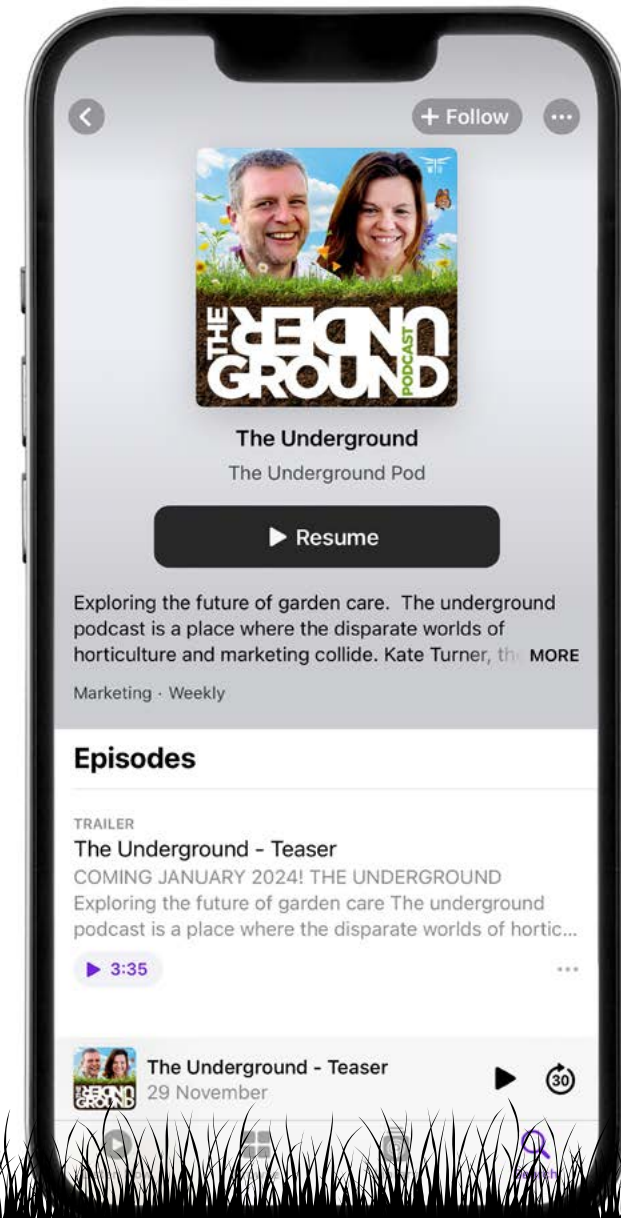 + Follow
THE
UNDER
GROUND
PODCAST
The Underground
The Underground Pod
Resume
Exploring the future of garden care. The underground
podcast is a place where the disparate worlds of
horticulture and marketing collide. Kate Turner, th MORE
Marketing · Weekly
Episodes
TRAILER
The Underground - Teaser
COMING JANUARY 2024! THE UNDERGROUND
Exploring the future of garden care The underground
podcast is a place where the disparate worlds of hortic...
3:35
The Underground - Teaser
29 November
30
Search